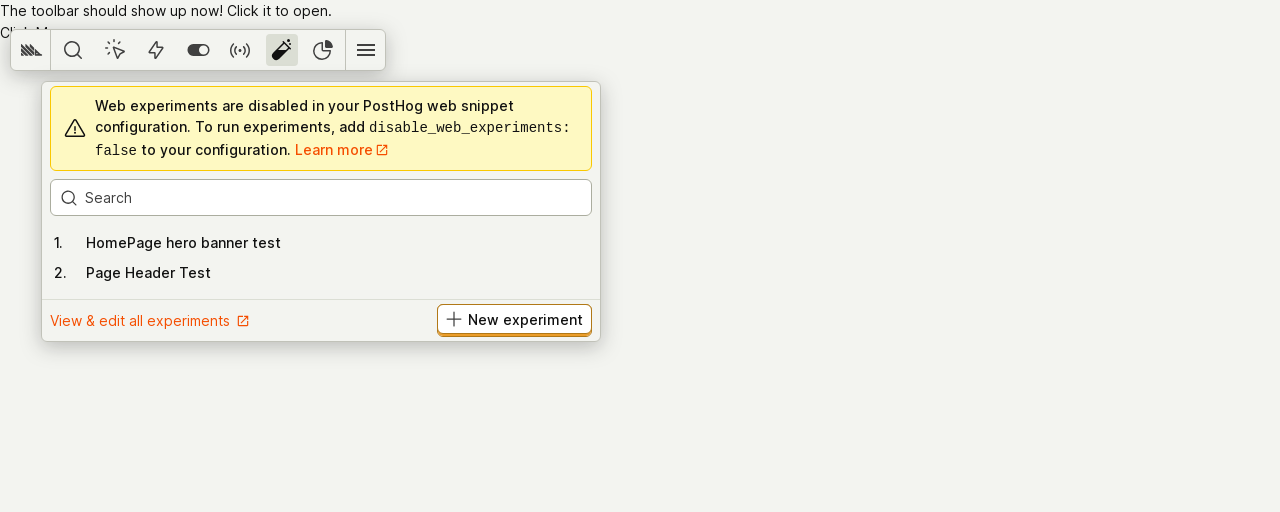 The toolbar should show up now! Click it to open.
Web experiments are disabled in your PostHog web snippet
configuration. To run experiments, add disable_web_experiments:
false to your configuration. Learn more
Search
1. HomePage hero banner test
2. Page Header Test
View & edit all experiments
New experiment